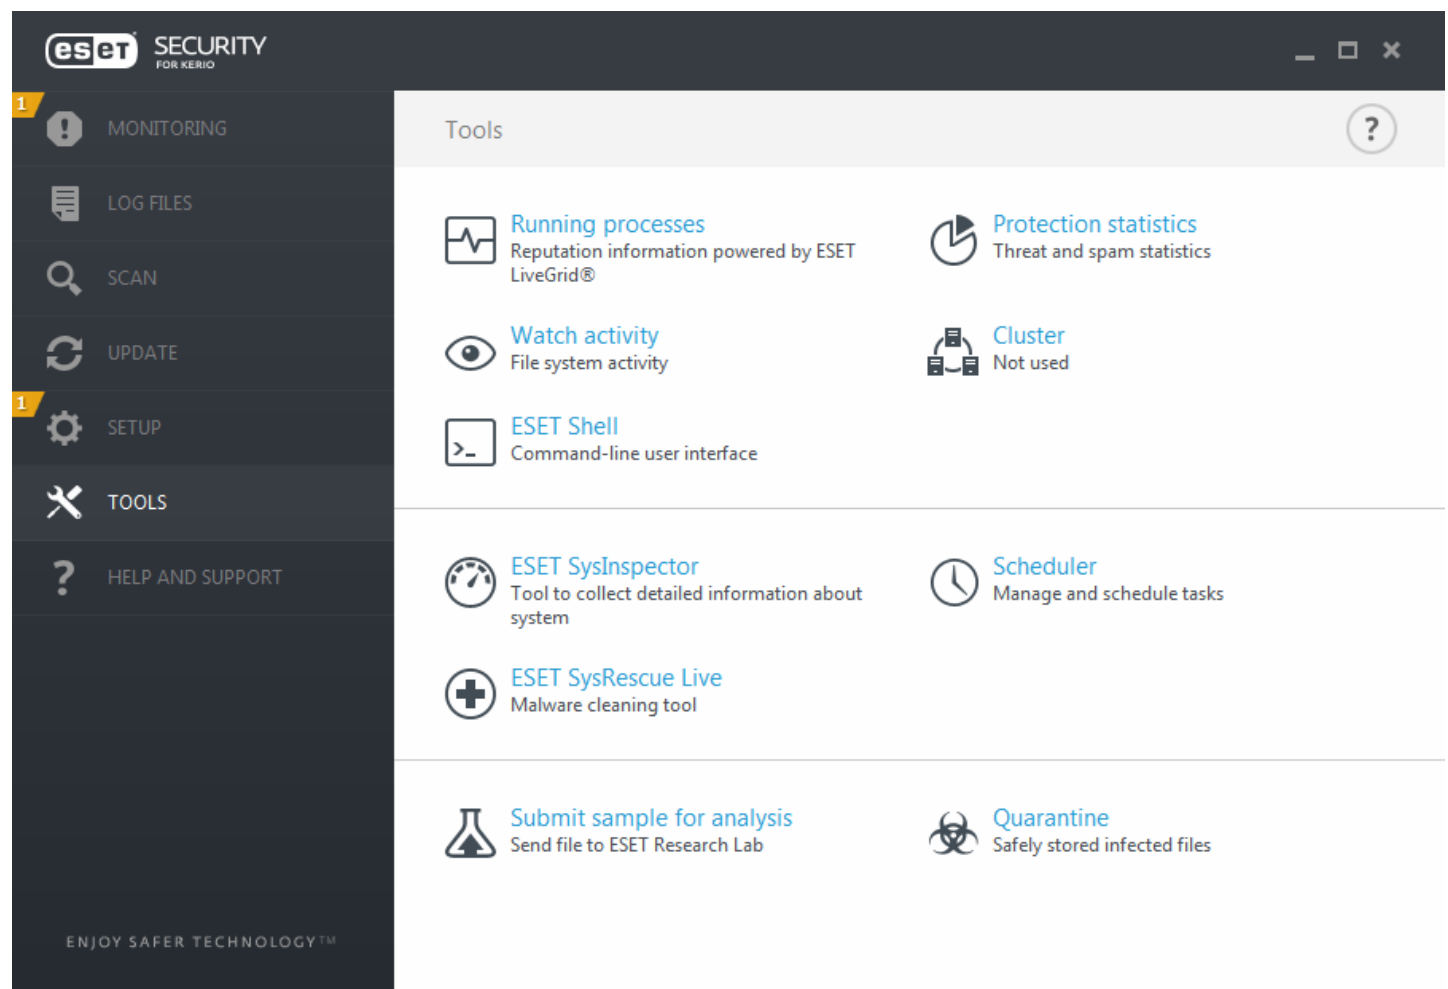 eset SECURITY
FOR KERIO
1
MONITORING
LOG FILES
SCAN
UPDATE
1
SETUP
TOOLS
? HELP AND SUPPORT
ENJOY SAFER TECHNOLOGY™
Tools
?
Running processes
Reputation information powered by ESET
LiveGrid®
Protection statistics
Threat and spam statistics
Watch activity
File system activity
Cluster
Not used
ESET Shell
Command-line user interface
ESET SysInspector
Tool to collect detailed information about
system
Scheduler
Manage and schedule tasks
ESET SysRescue Live
Malware cleaning tool
Submit sample for analysis
Send file to ESET Research Lab
Quarantine
Safely stored infected files